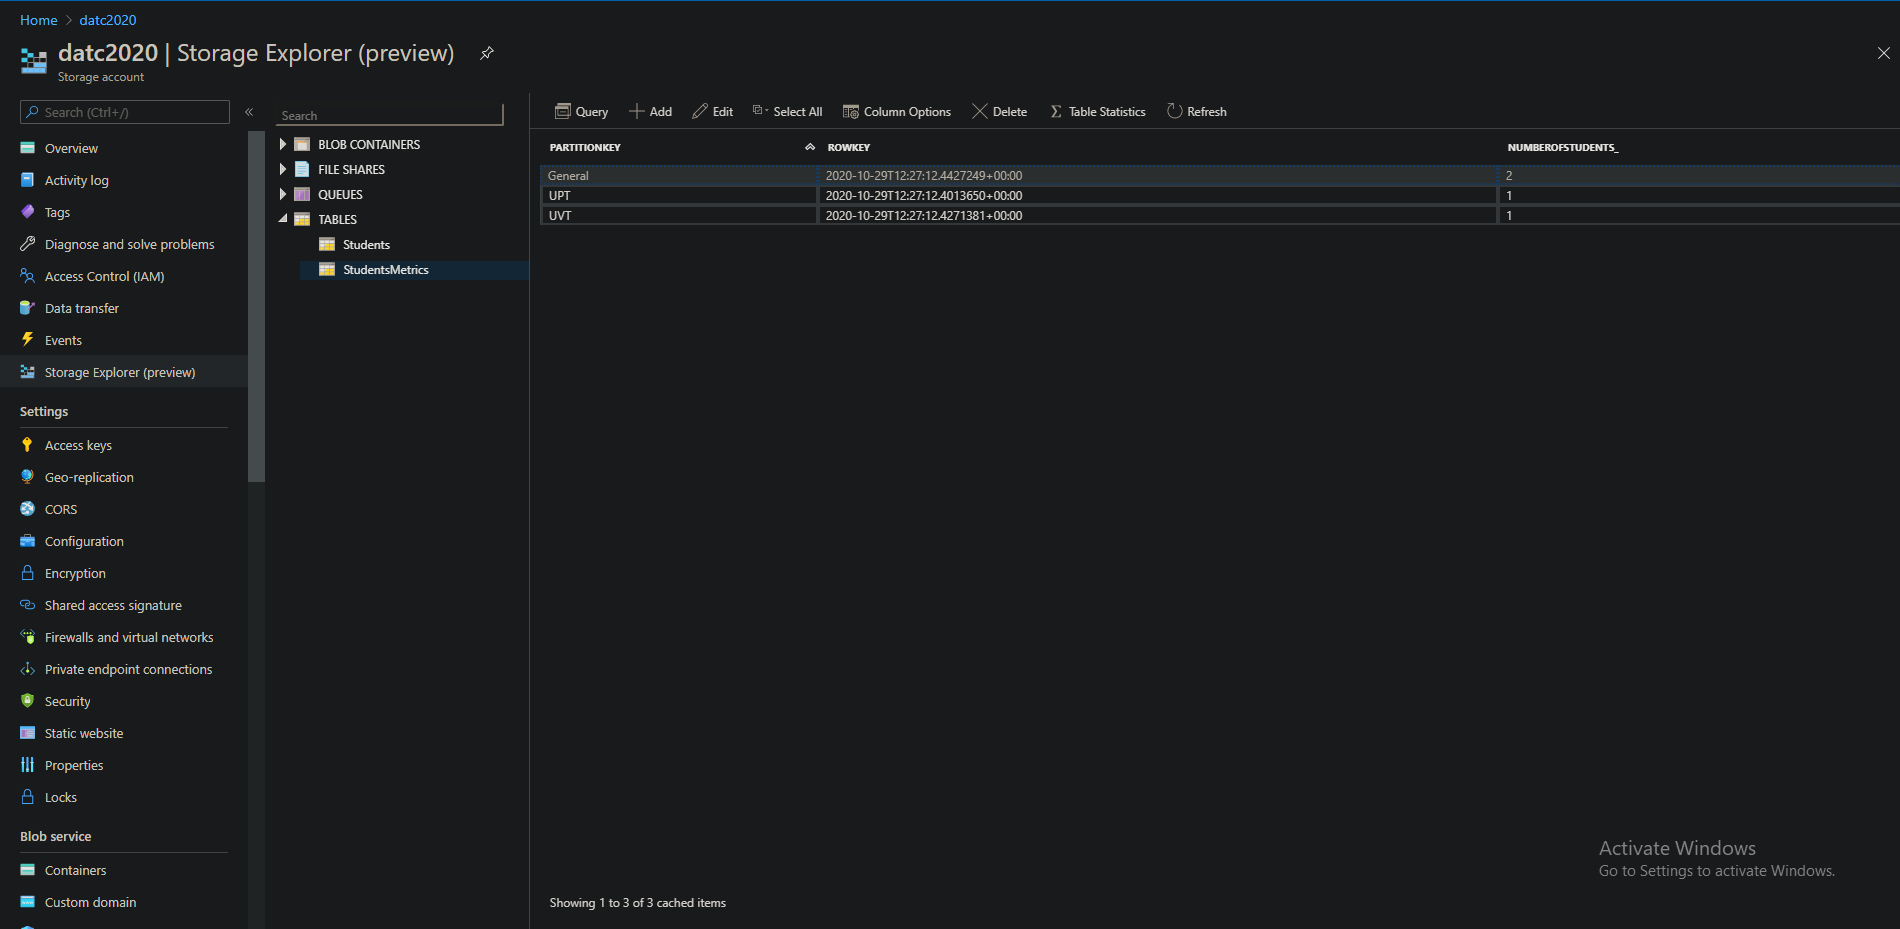 Home > datc2020
datc2020 | Storage Explorer (preview)
Storage account
Search (Ctrl+/)
«
Overview
Activity log
Tags
Diagnose and solve problems
Access Control (IAM)
Data transfer
Events
Storage Explorer (preview)
Settings
Access keys
Geo-replication
CORS
Configuration
Encryption
Shared access signature
Firewalls and virtual networks
Private endpoint connections
Security
Static website
Properties
Locks
Blob service
Containers
Custom domain
Search
BLOB CONTAINERS
FILE SHARES
QUEUES
TABLES
Students
StudentsMetrics
Query Add Edit Select All Column Options Delete Table Statistics Refresh
PARTITIONKEY ROWKEY NUMBEROFSTUDENTS_
General 2020-10-29T12:27:12.4427249+00:00 2
UPT 2020-10-29T12:27:12.4013650+00:00 1
UVT 2020-10-29T12:27:12.4271381+00:00 1
Showing 1 to 3 of 3 cached items
Activate Windows
Go to Settings to activate Windows.